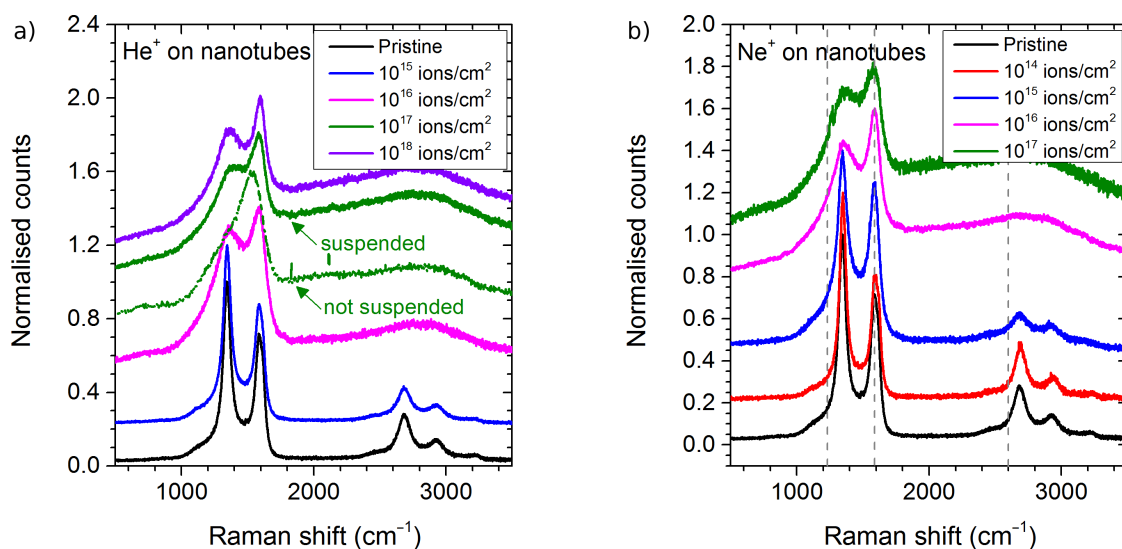 a)
He⁺ on nanotubes
Pristine
10¹⁵ ions/cm²
10¹⁶ ions/cm²
10¹⁷ ions/cm²
10¹⁸ ions/cm²
suspended
not suspended
2.4
2.0
1.6
1.2
0.8
0.4
0.0
Normalised counts
1000
2000
3000
Raman shift (cm⁻¹)
b)
Ne⁺ on nanotubes
Pristine
10¹⁴ ions/cm²
10¹⁵ ions/cm²
10¹⁶ ions/cm²
10¹⁷ ions/cm²
2.0
1.8
1.6
1.4
1.2
1.0
0.8
0.6
0.4
0.2
0.0
Normalised counts
1000
2000
3000
Raman shift (cm⁻¹)